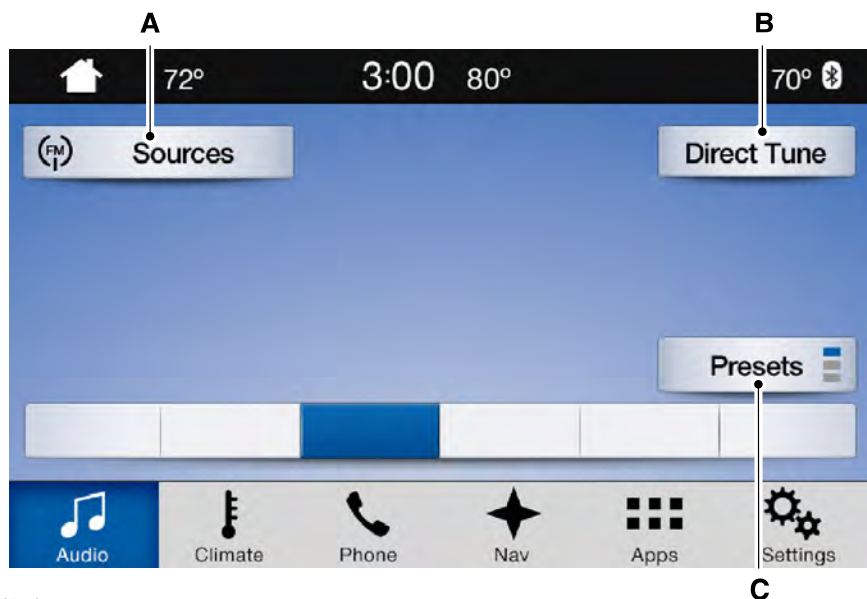 A B
72° 3:00 80° 70°
FM Sources Direct Tune
Presets
Audio Climate Phone Nav Apps Settings
C